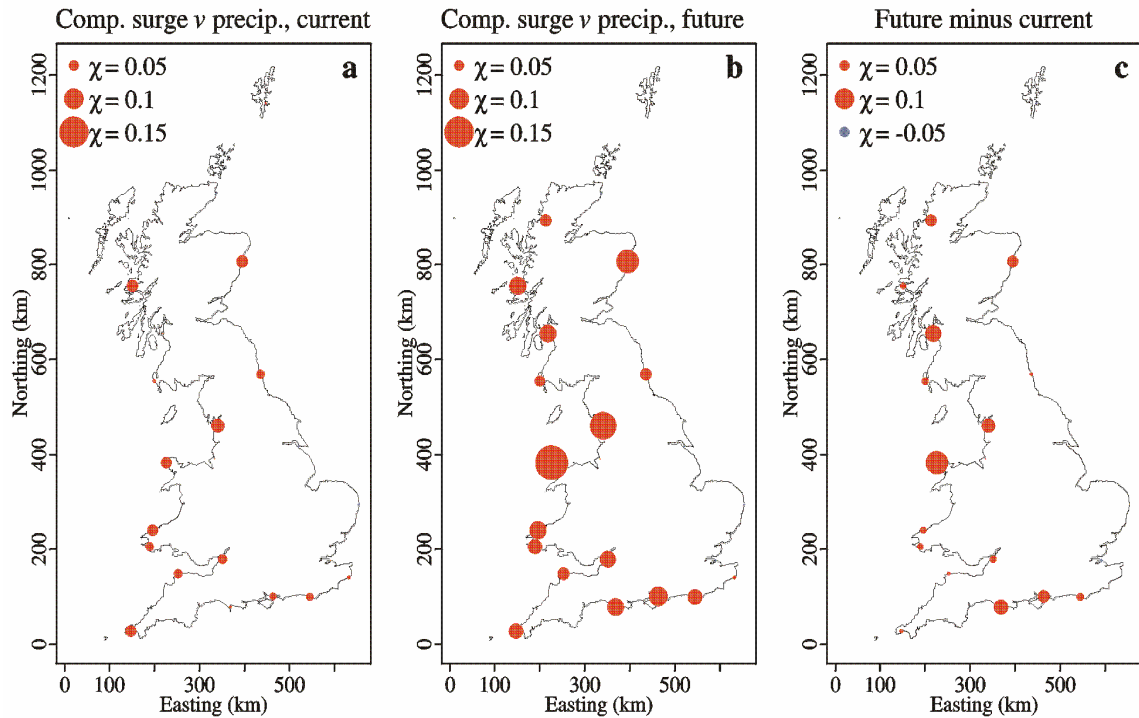 Comp. surge v precip., current
Comp. surge v precip., future
Future minus current
a
χ = 0.05
χ = 0.1
χ = 0.15
b
χ = 0.05
χ = 0.1
χ = 0.15
c
χ = 0.05
χ = 0.1
χ = -0.05
Northing (km)
0
200
400
600
800
1000
1200
Northing (km)
0
200
400
600
800
1000
1200
Northing (km)
0
200
400
600
800
1000
1200
0 100 300 500
0 100 300 500
0 100 300 500
Easting (km)
Easting (km)
Easting (km)